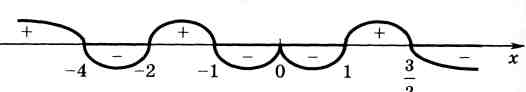 + − + − − + −
−4 −2 −1 0 1 3/2 x